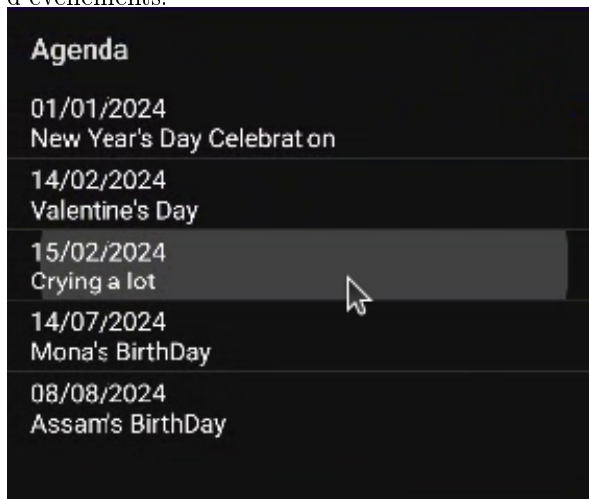 d'évènements.
Agenda
01/01/2024
New Year's Day Celebrat on
14/02/2024
Valentine's Day
15/02/2024
Crying a lot
14/07/2024
Mona's BirthDay
08/08/2024
Assam's BirthDay